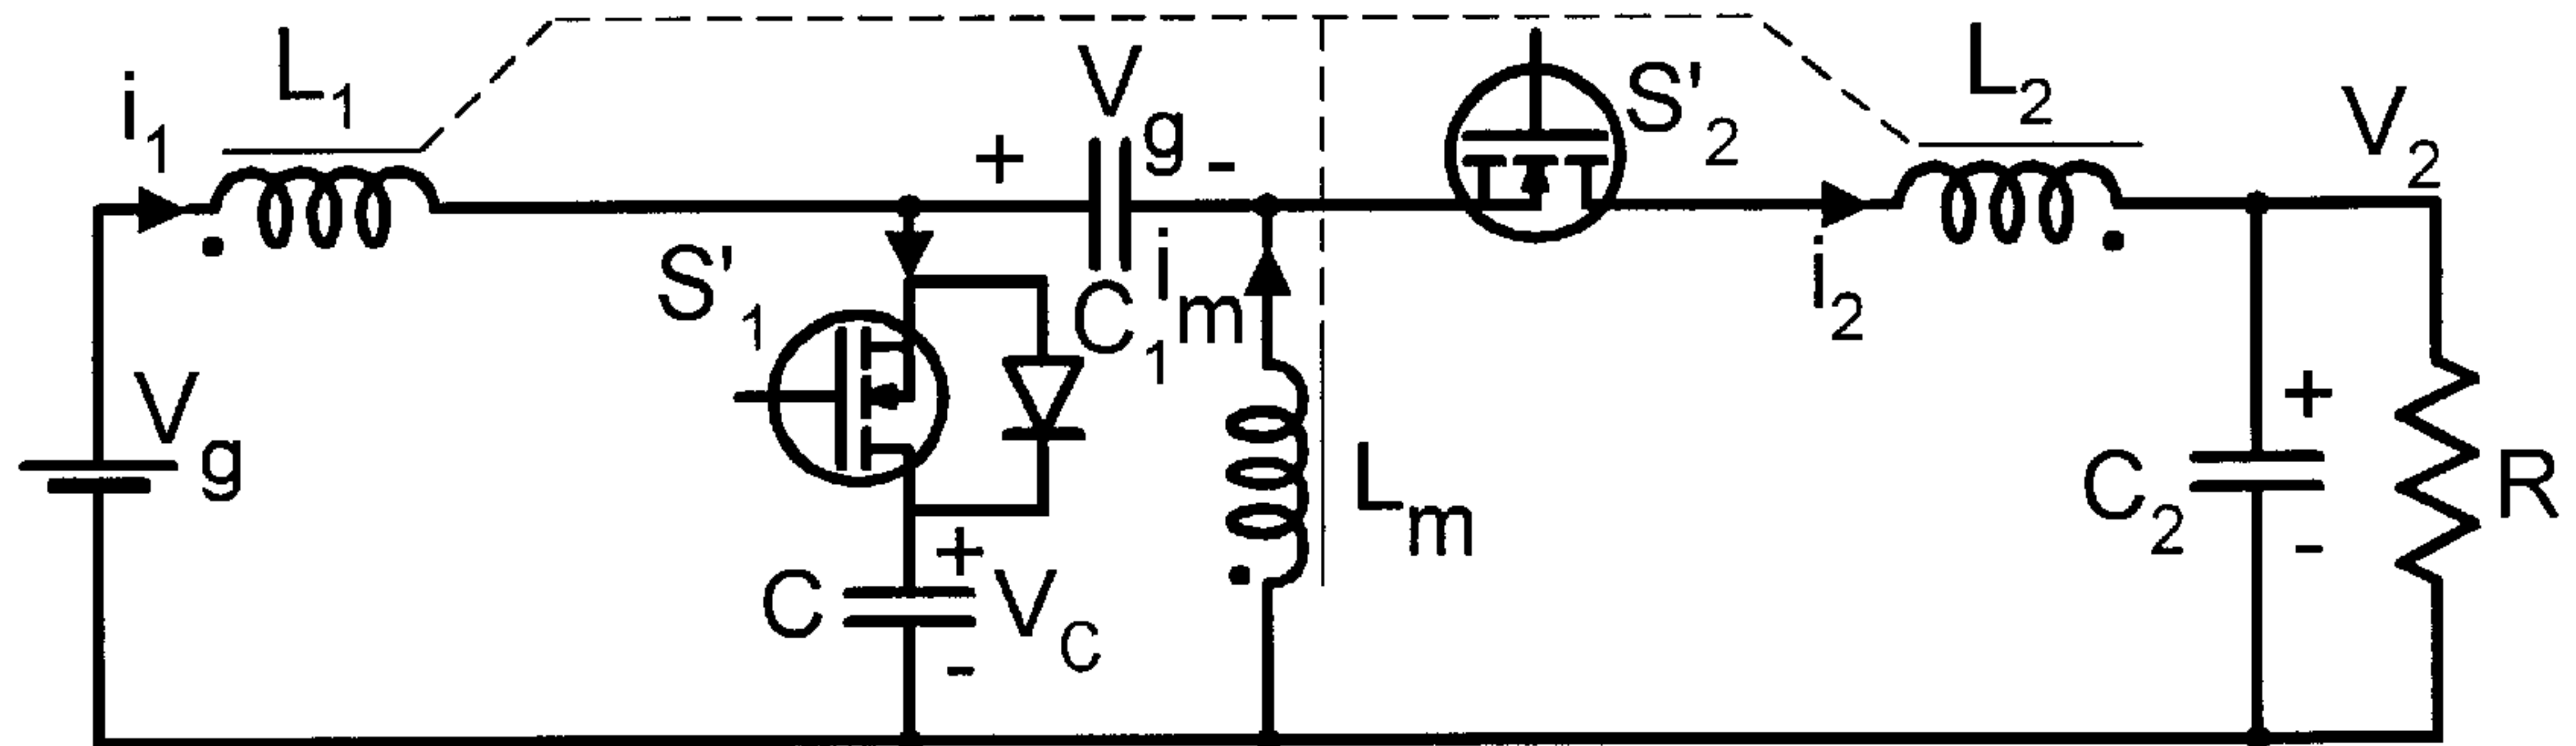 i1
L1
Vg
+
-
C1
S'1
Vg
C
+
VC
-
im
Lm
S'2
i2
L2
V2
C2
+
-
R